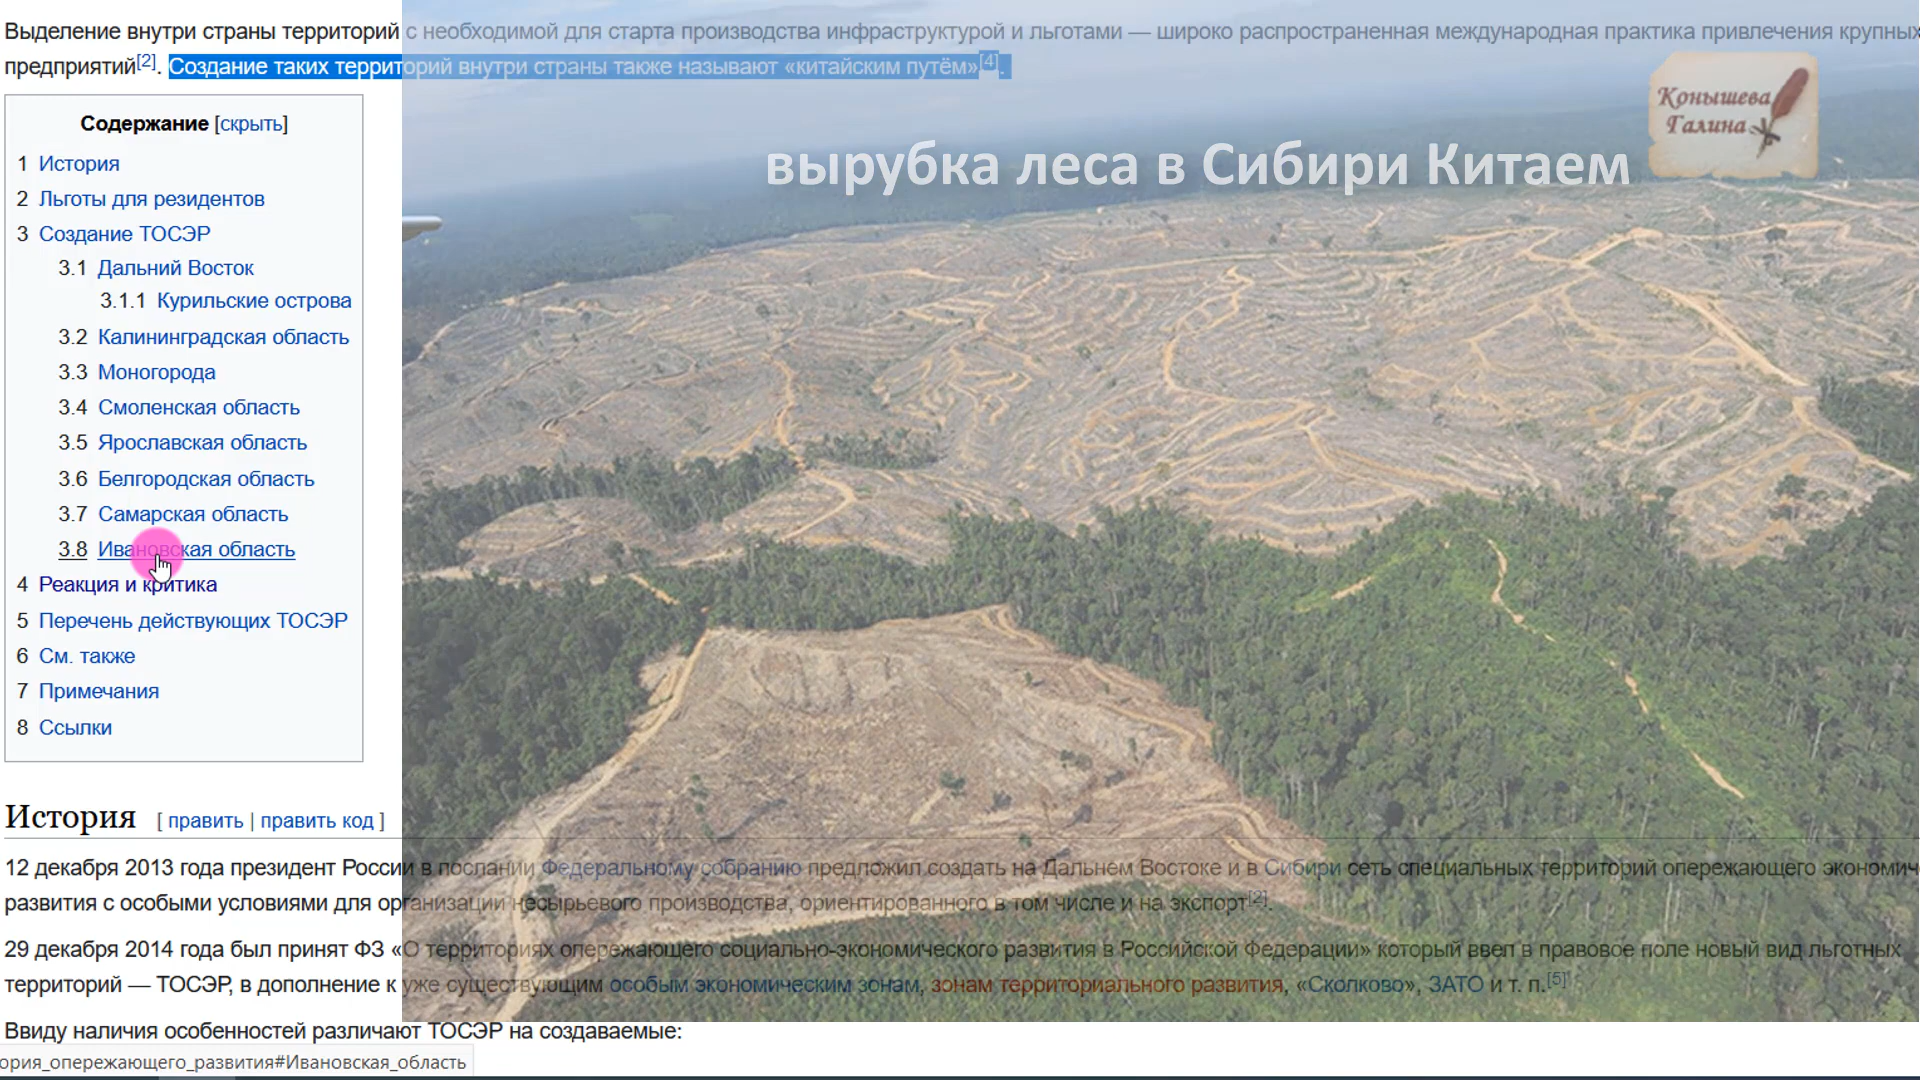 Выделение внутри страны территорий с необходимой для старта производства инфраструктурой и льготами — широко распространенная международная практика привлечения крупных
предприятий[2]. Создание таких территорий внутри страны также называют «китайским путём»[4].
Конышева
Галина
вырубка леса в Сибири Китаем
Содержание [скрыть]
1 История
2 Льготы для резидентов
3 Создание ТОСЭР
3.1 Дальний Восток
3.1.1 Курильские острова
3.2 Калининградская область
3.3 Моногорода
3.4 Смоленская область
3.5 Ярославская область
3.6 Белгородская область
3.7 Самарская область
3.8 Ивановская область
4 Реакция и критика
5 Перечень действующих ТОСЭР
6 См. также
7 Примечания
8 Ссылки
История [ править | править код ]
12 декабря 2013 года президент России в послании Федеральному собранию предложил создать на Дальнем Востоке и в Сибири сеть специальных территорий опережающего экономич
развития с особыми условиями для организации несырьевого производства, ориентированного в том числе и на экспорт[2].
29 декабря 2014 года был принят ФЗ «О территориях опережающего социально-экономического развития в Российской Федерации» который ввел в правовое поле новый вид льготных
территорий — ТОСЭР, в дополнение к уже существующим особым экономическим зонам, зонам территориального развития, «Сколково», ЗАТО и т. п.[5]
Ввиду наличия особенностей различают ТОСЭР на создаваемые:
ория_опережающего_развития#Ивановская_область